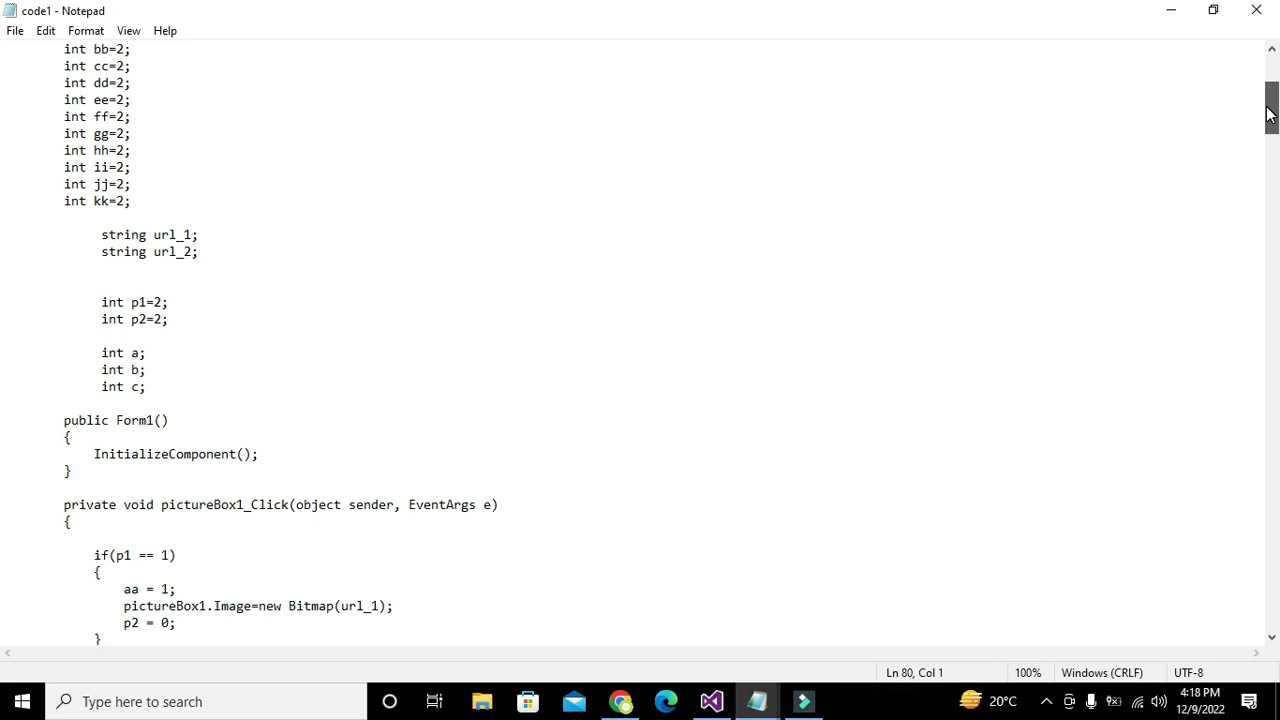 code1 - Notepad
File Edit Format View Help
int bb=2;
int cc=2;
int dd=2;
int ee=2;
int ff=2;
int gg=2;
int hh=2;
int ii=2;
int jj=2;
int kk=2;
string url_1;
string url_2;
int p1=2;
int p2=2;
int a;
int b;
int c;
public Form1()
{
InitializeComponent();
}
private void pictureBox1_Click(object sender, EventArgs e)
{
if(p1 == 1)
{
aa = 1;
pictureBox1.Image=new Bitmap(url_1);
p2 = 0;
}
Ln 80, Col 1 100% Windows (CRLF) UTF-8
Type here to search 20°C 4:18 PM
12/9/2022